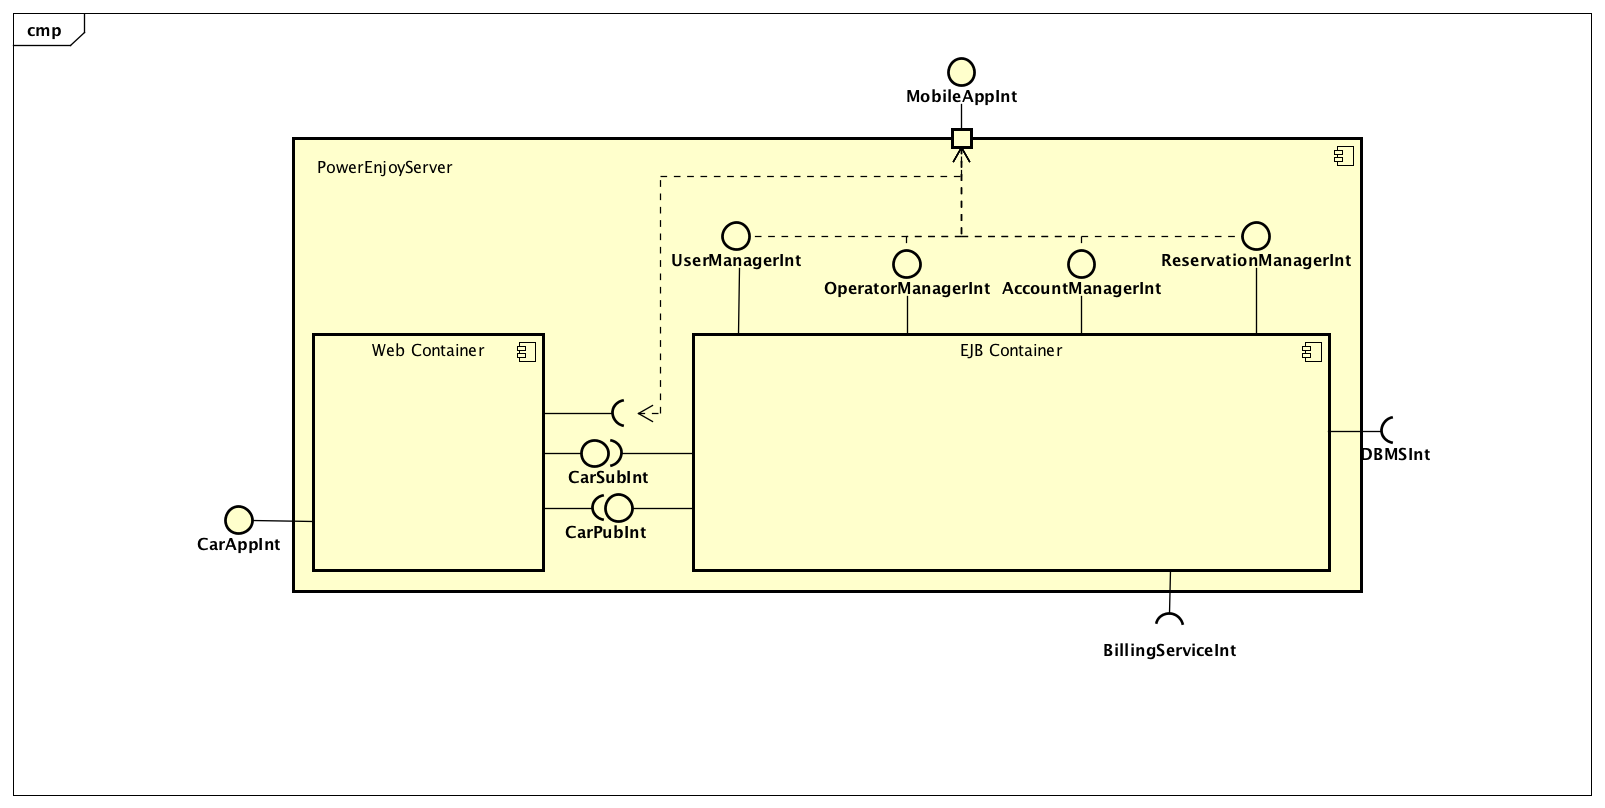 cmp
MobileAppInt
PowerEnjoyServer
UserManagerInt
ReservationManagerInt
OperatorManagerInt
AccountManagerInt
Web Container
EJB Container
DBMSInt
CarSubInt
CarPubInt
CarAppInt
BillingServiceInt